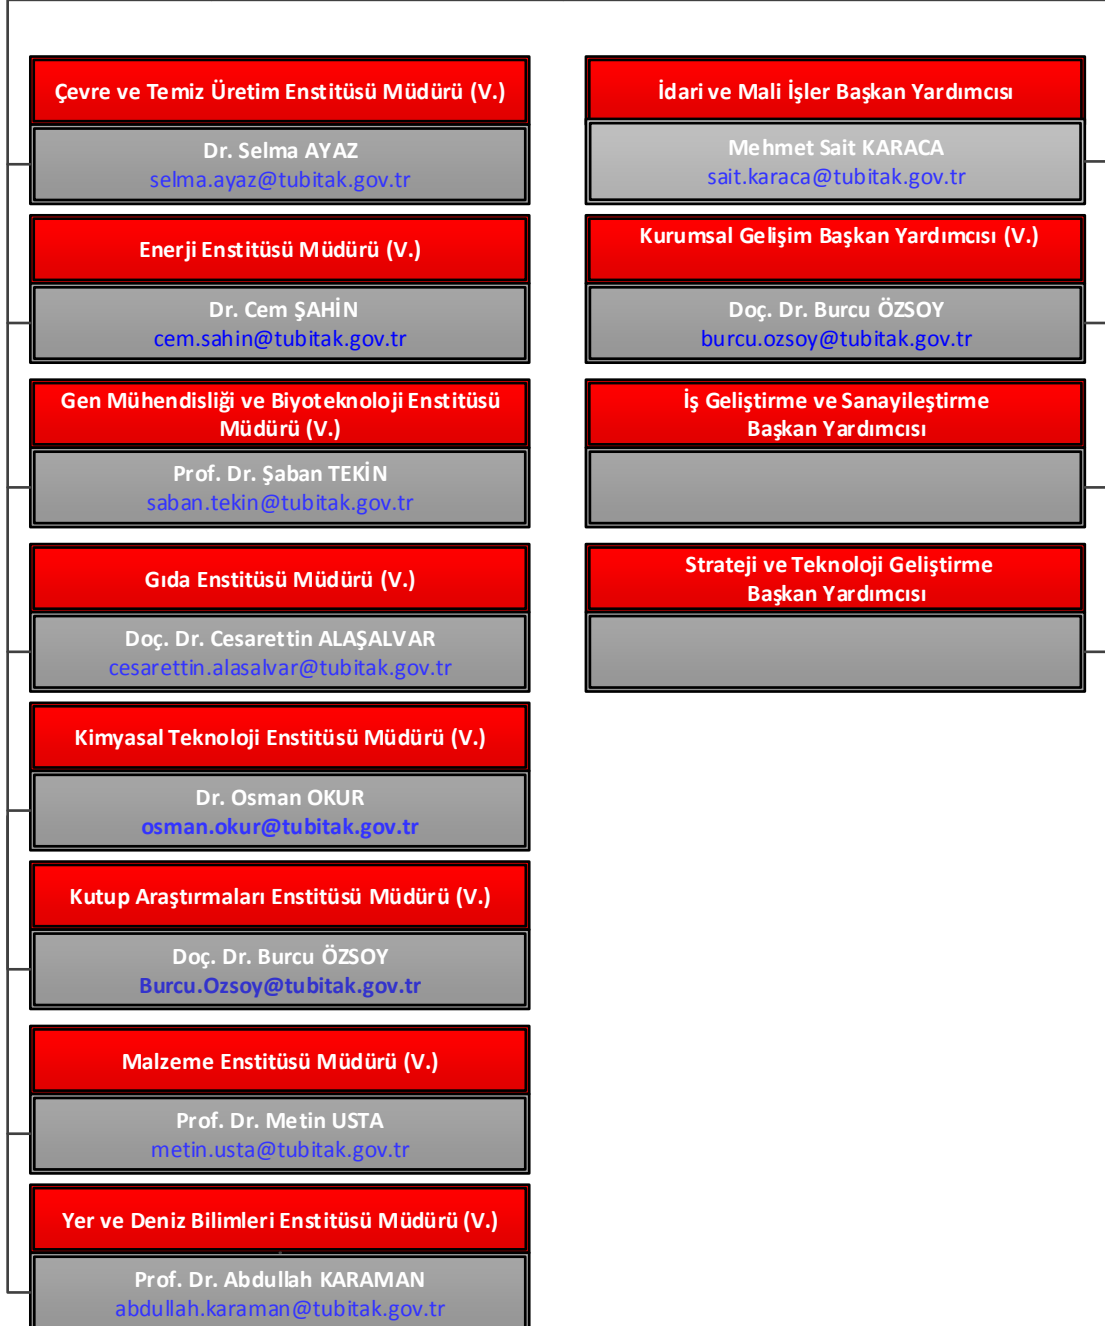 Çevre ve Temiz Üretim Enstitüsü Müdürü (V.)
Dr. Selma AYAZ
selma.ayaz@tubitak.gov.tr
Enerji Enstitüsü Müdürü (V.)
Dr. Cem ŞAHİN
cem.sahin@tubitak.gov.tr
Gen Mühendisliği ve Biyoteknoloji Enstitüsü
Müdürü (V.)
Prof. Dr. Şaban TEKİN
saban.tekin@tubitak.gov.tr
Gıda Enstitüsü Müdürü (V.)
Doç. Dr. Cesarettin ALAŞALVAR
cesarettin.alasalvar@tubitak.gov.tr
Kimyasal Teknoloji Enstitüsü Müdürü (V.)
Dr. Osman OKUR
osman.okur@tubitak.gov.tr
Kutup Araştırmaları Enstitüsü Müdürü (V.)
Doç. Dr. Burcu ÖZSOY
Burcu.Ozsoy@tubitak.gov.tr
Malzeme Enstitüsü Müdürü (V.)
Prof. Dr. Metin USTA
metin.usta@tubitak.gov.tr
Yer ve Deniz Bilimleri Enstitüsü Müdürü (V.)
Prof. Dr. Abdullah KARAMAN
abdullah.karaman@tubitak.gov.tr
İdari ve Mali İşler Başkan Yardımcısı
Mehmet Sait KARACA
sait.karaca@tubitak.gov.tr
Kurumsal Gelişim Başkan Yardımcısı (V.)
Doç. Dr. Burcu ÖZSOY
burcu.ozsoy@tubitak.gov.tr
İş Geliştirme ve Sanayileştirme
Başkan Yardımcısı
Strateji ve Teknoloji Geliştirme
Başkan Yardımcısı